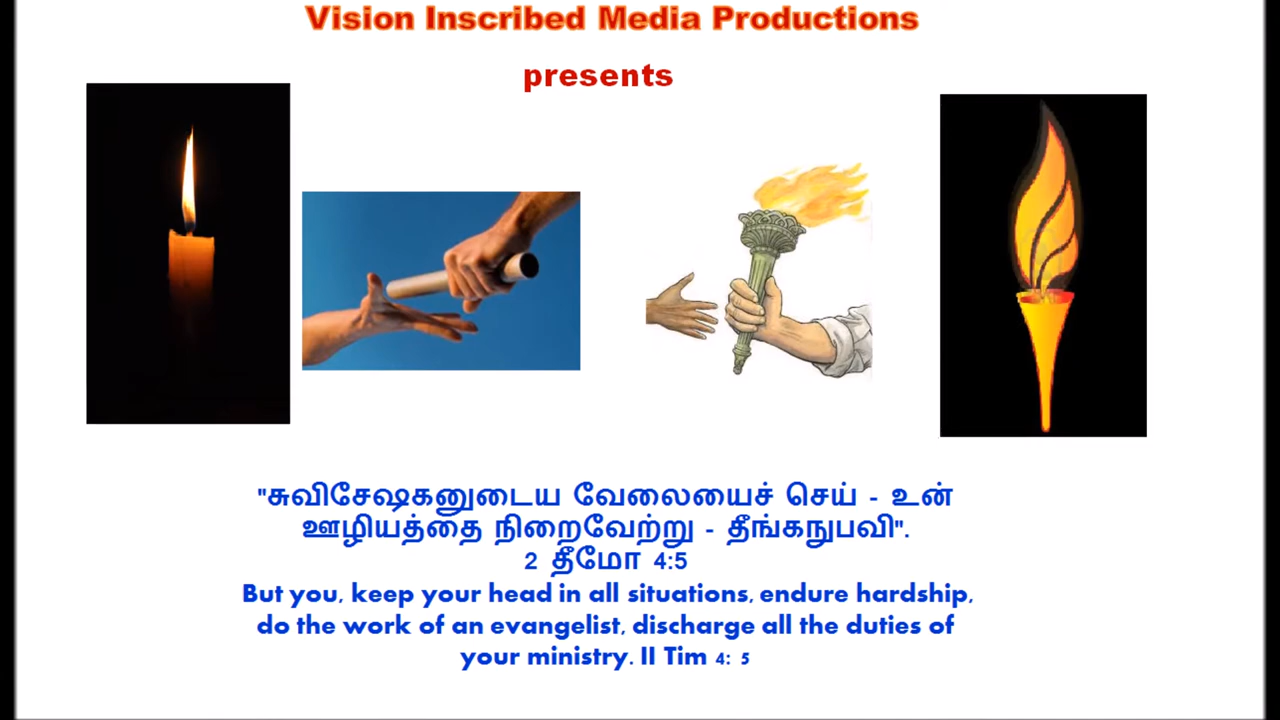 Vision Inscribed Media Productions
presents
"சுவிசேஷகனுடைய வேலையைச் செய் - உன்
ஊழியத்தை நிறைவேற்று - தீங்கநுபவி".
2 தீமோ 4:5
But you, keep your head in all situations, endure hardship,
do the work of an evangelist, discharge all the duties of
your ministry. II Tim 4: 5